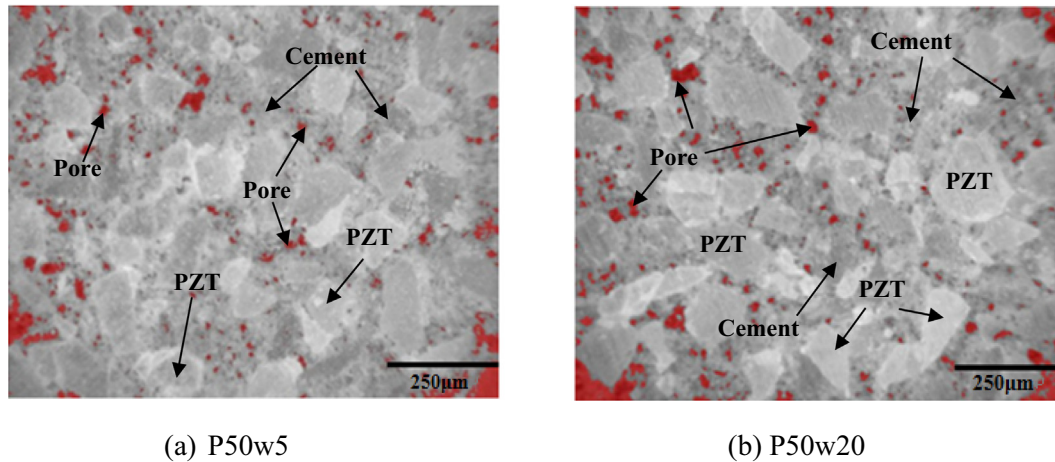 Cement
Pore
Pore
PZT
PZT
250μm
Cement
Pore
PZT
PZT
PZT
Cement
250μm
(a) P50w5
(b) P50w20